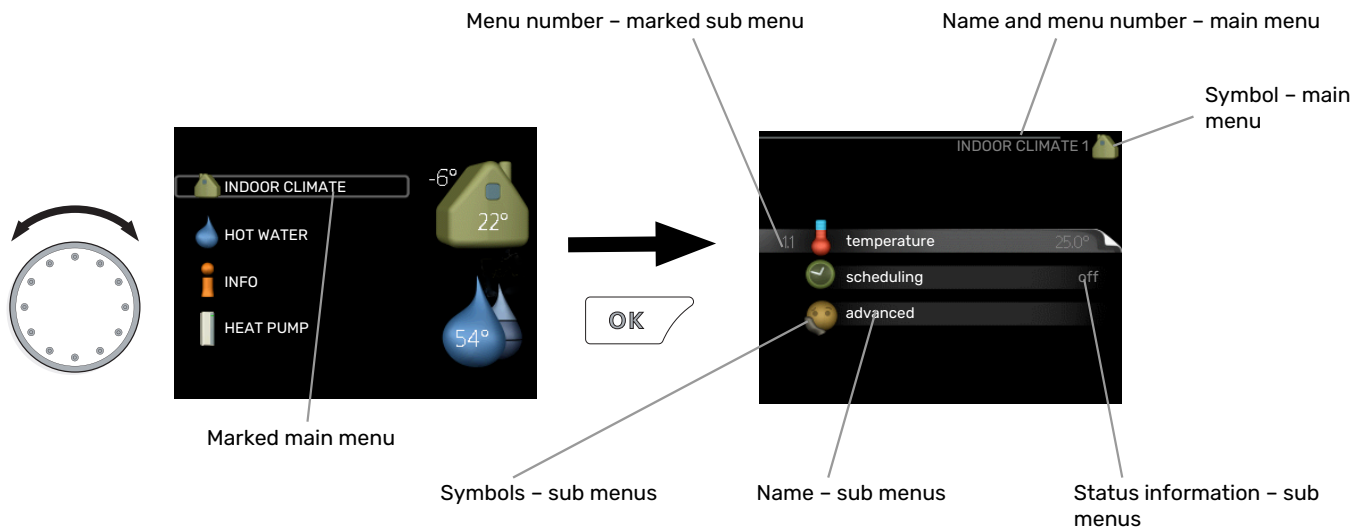 Menu number – marked sub menu
Name and menu number – main menu
Symbol – main
menu
INDOOR CLIMATE
HOT WATER
INFO
HEAT PUMP
-6°
22°
54°
OK
INDOOR CLIMATE 1
1.1 temperature 25.0°
scheduling off
advanced
Marked main menu
Symbols – sub menus
Name – sub menus
Status information – sub
menus